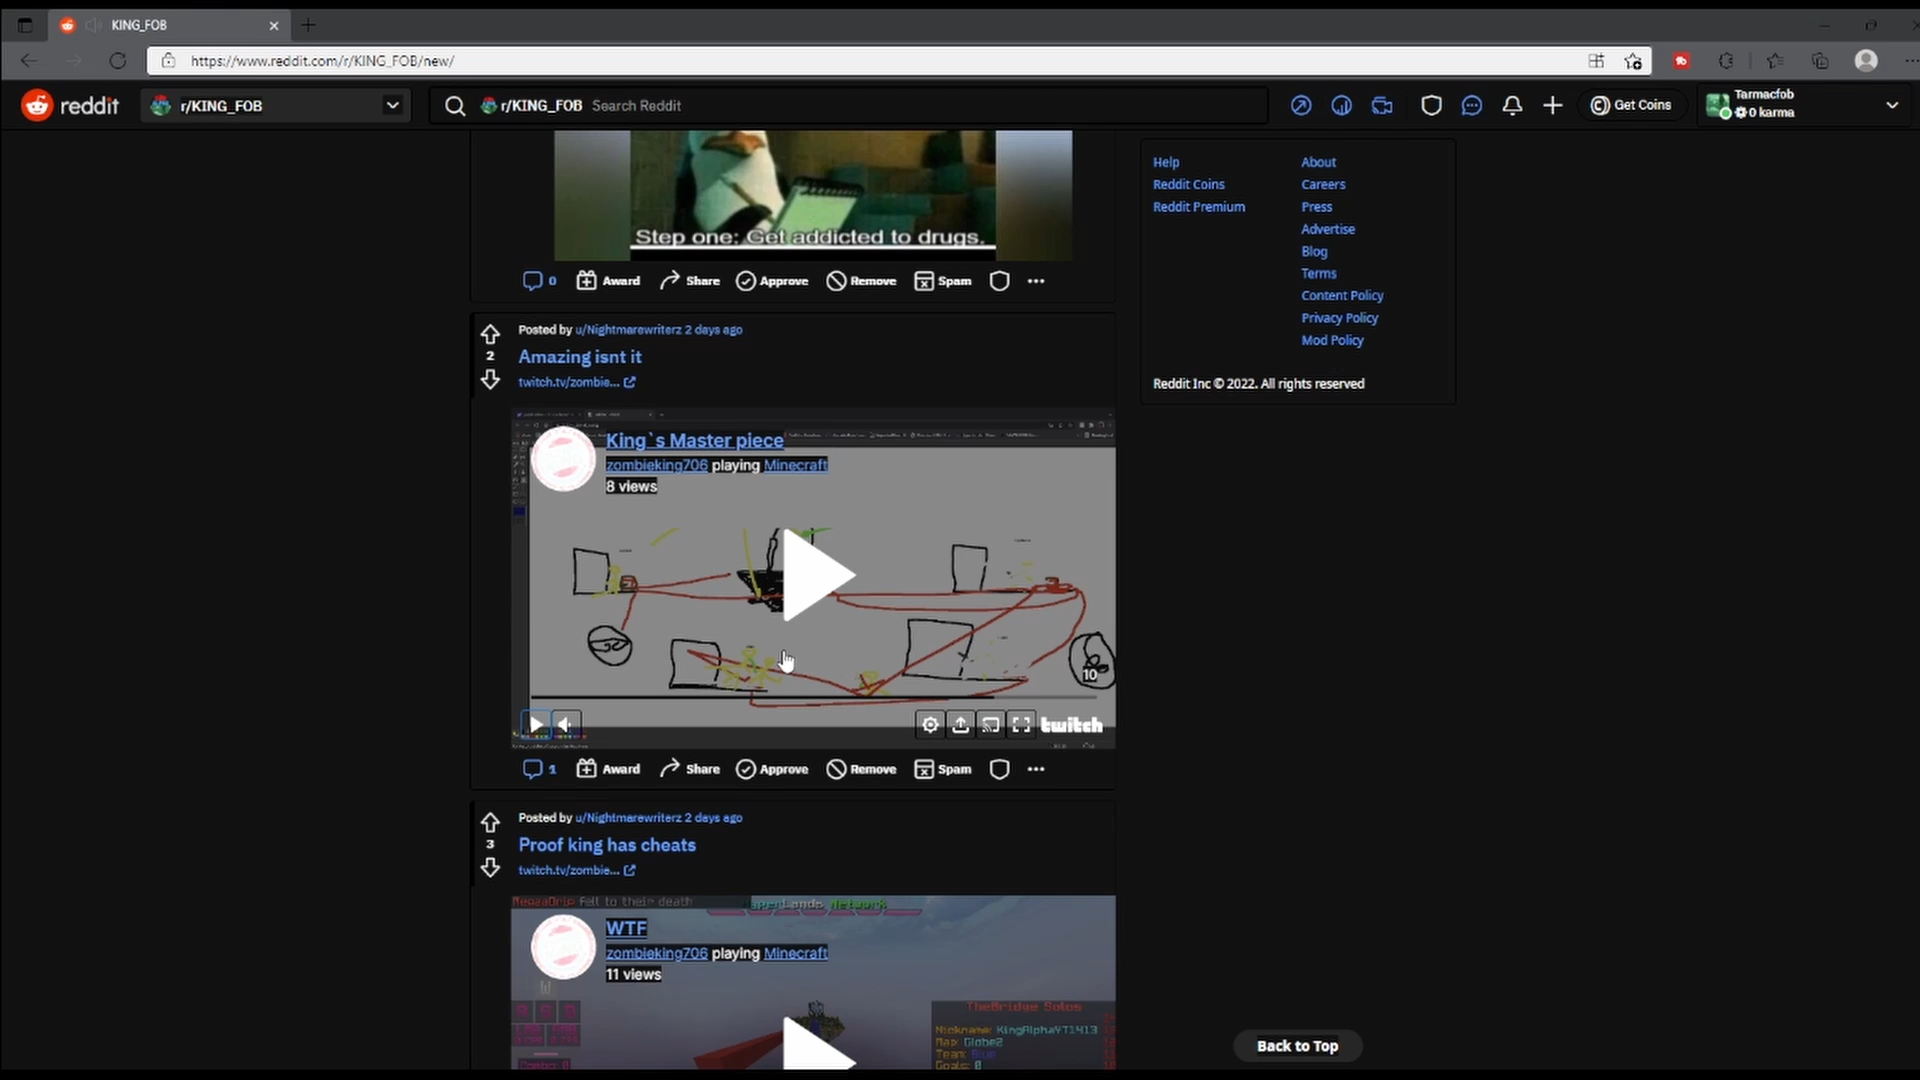 KING_FOB
https://www.reddit.com/r/KING_FOB/new/
reddit
r/KING_FOB
r/KING_FOB Search Reddit
Get Coins
Tarmacfob
0 karma
Step one: Get addicted to drugs.
0 Award Share Approve Remove Spam
Help
About
Reddit Coins
Careers
Reddit Premium
Press
Advertise
Blog
Terms
Content Policy
Privacy Policy
Mod Policy
Reddit Inc © 2022. All rights reserved
Posted by u/Nightmarewriterz 2 days ago
2
Amazing isnt it
twitch.tv/zombie...
King`s Master piece
zombieking706 playing Minecraft
8 views
10
twitch
1 Award Share Approve Remove Spam
Posted by u/Nightmarewriterz 2 days ago
3
Proof king has cheats
twitch.tv/zombie...
Fell to their death
Network
WTF
zombieking706 playing Minecraft
11 views
TheBridge Solos
Nickname: KingAlphaYT1413
Map: Globe2
Team: Blue
Goals: 0
Back to Top